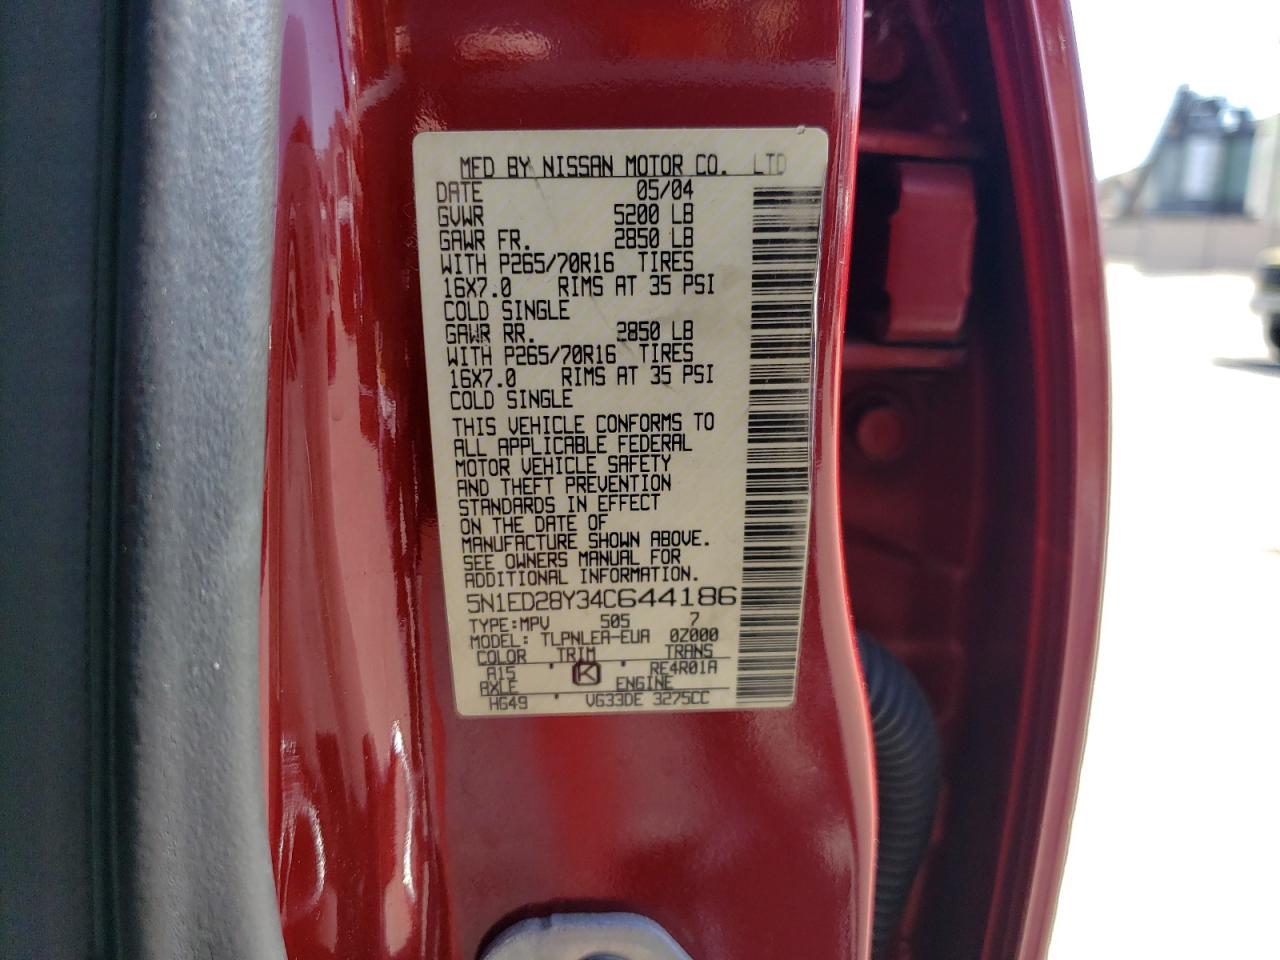 MFD BY NISSAN MOTOR CO. LTD
DATE 05/04
GVWR 5200 LB
GAWR FR. 2850 LB
WITH P265/70R16 TIRES
16X7.0 RIMS AT 35 PSI
COLD SINGLE
GAWR RR. 2850 LB
WITH P265/70R16 TIRES
16X7.0 RIMS AT 35 PSI
COLD SINGLE
THIS VEHICLE CONFORMS TO
ALL APPLICABLE FEDERAL
MOTOR VEHICLE SAFETY
AND THEFT PREVENTION
STANDARDS IN EFFECT
ON THE DATE OF
MANUFACTURE SHOWN ABOVE.
SEE OWNERS MANUAL FOR
ADDITIONAL INFORMATION.
5N1ED28Y34C644186
TYPE:MPV 505 7
MODEL: TLPNLEA-EUA 0Z000
COLOR TRIM TRANS
A15 K RE4R01A
AXLE ENGINE
HG49 VG33DE 3275CC